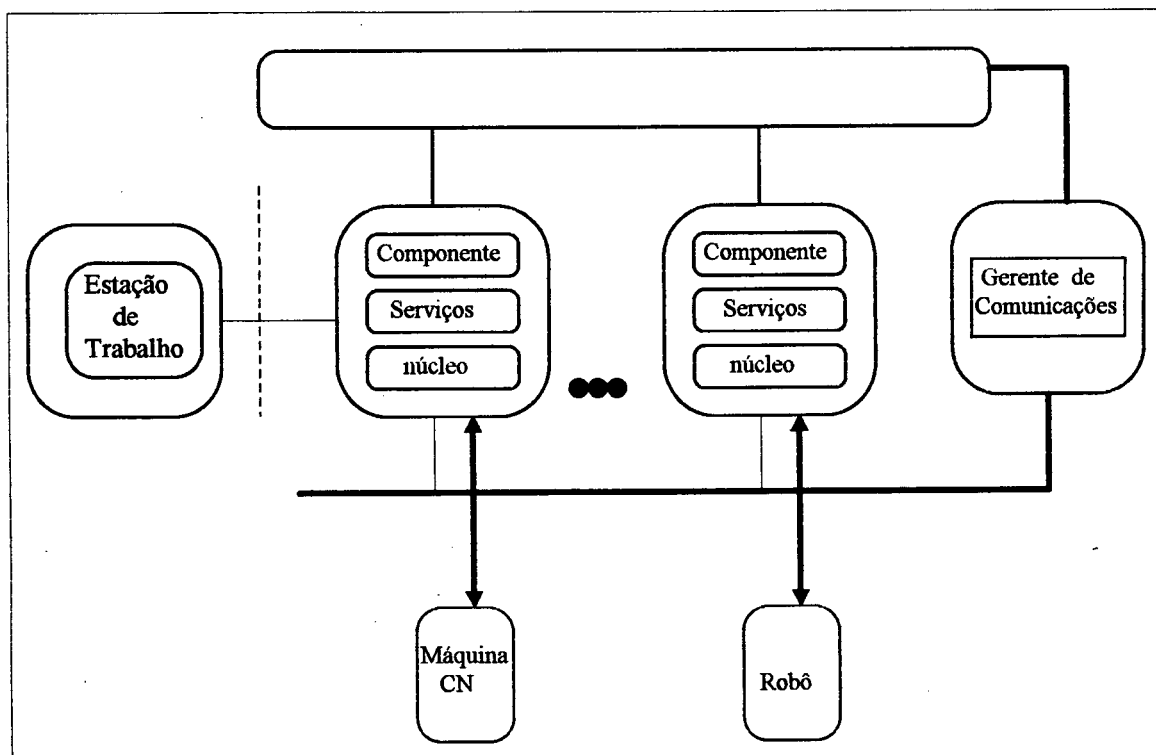 Componente
Serviços
núcleo
Componente
Serviços
núcleo
Gerente de
Comunicações
Estação
de
Trabalho
Máquina
CN
Robô